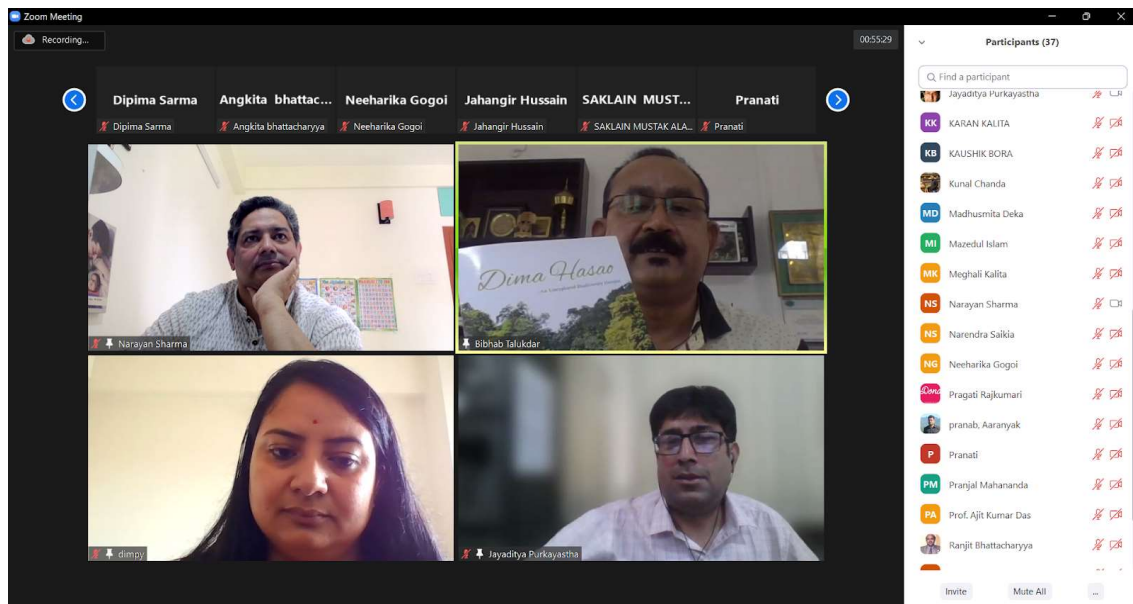 Zoom Meeting
Recording...
00:55:29
Dipima Sarma
Angkita bhattac...
Neeharika Gogoi
Jahangir Hussain
SAKLAIN MUST...
Pranati
Dipima Sarma
Angkita bhattacharyya
Neeharika Gogoi
Jahangir Hussain
SAKLAIN MUSTAK ALA...
Pranati
Dima Hasao
Narayan Sharma
Bibhab Talukdar
dimpy
Jayaditya Purkayastha
Participants (37)
Find a participant
Jayaditya Purkayastha
KK KARAN KALITA
KB KAUSHIK BORA
Kunal Chanda
MD Madhusmita Deka
MI Mazedul Islam
MK Meghali Kalita
NS Narayan Sharma
NS Narendra Saikia
NG Neeharika Gogoi
Pragati Rajkumari
pranab, Aaranyak
P Pranati
PM Pranjal Mahananda
PA Prof. Ajit Kumar Das
Ranjit Bhattacharyya
Invite
Mute All
...